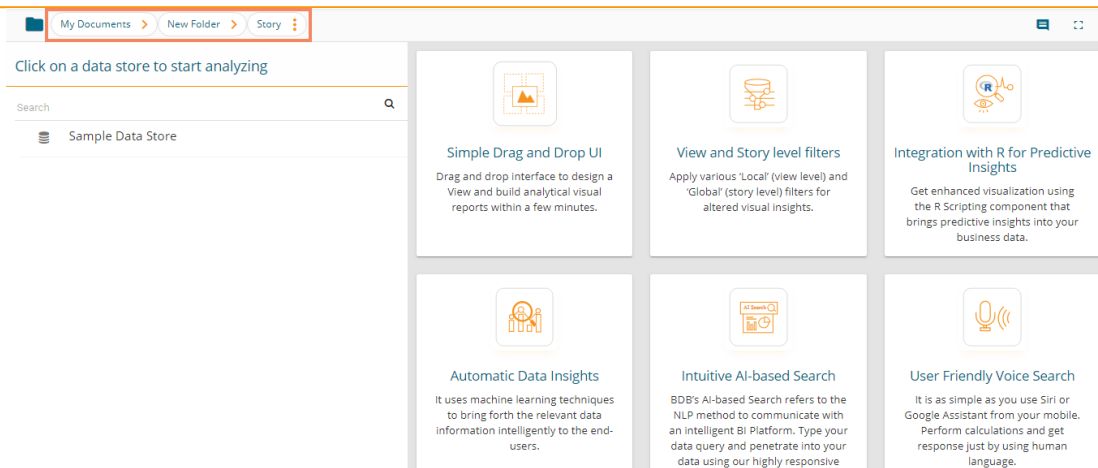 My Documents > New Folder > Story
Click on a data store to start analyzing
Search
Sample Data Store
Simple Drag and Drop UI
Drag and drop interface to design a
View and build analytical visual
reports within a few minutes.
View and Story level filters
Apply various ‘Local’ (view level) and
‘Global’ (story level) filters for
altered visual insights.
R
Integration with R for Predictive
Insights
Get enhanced visualization using
the R Scripting component that
brings predictive insights into your
business data.
Automatic Data Insights
It uses machine learning techniques
to bring forth the relevant data
information intelligently to the end-
users.
AI Search
Intuitive AI-based Search
BDB’s AI-based Search refers to the
NLP method to communicate with
an intelligent BI Platform. Type your
data query and penetrate into your
data using our highly responsive
User Friendly Voice Search
It is as simple as you use Siri or
Google Assistant from your mobile.
Perform calculations and get
response just by using human
language.